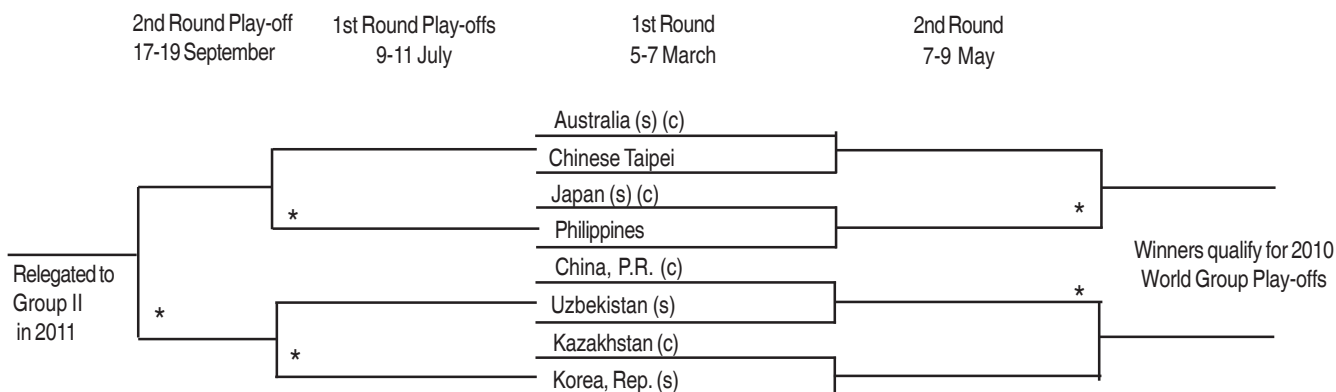 2nd Round Play-off
17-19 September
1st Round Play-offs
9-11 July
1st Round
5-7 March
2nd Round
7-9 May
Australia (s) (c)
Chinese Taipei
Japan (s) (c)
*
*
Philippines
China, P.R. (c)
Winners qualify for 2010
World Group Play-offs
Relegated to
Group II
in 2011
*
Uzbekistan (s)
*
Kazakhstan (c)
*
Korea, Rep. (s)